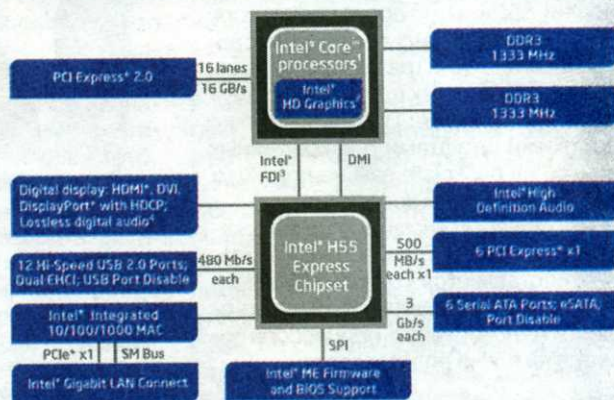 Intel® Core™
processors¹
Intel®
HD Graphics²
DDR3
1333 MHz
DDR3
1333 MHz
PCI Express* 2.0
16 lanes
16 GB/s
Intel®
FDI³
DMI
Digital display: HDMI*, DVI,
DisplayPort* with HDCP;
Lossless digital audio⁴
Intel® High
Definition Audio
Intel® H55
Express
Chipset
12 Hi-Speed USB 2.0 Ports;
Dual EHCI; USB Port Disable
480 Mb/s
each
500
MB/s
each x1
6 PCI Express* x1
Intel® Integrated
10/100/1000 MAC
3
Gb/s
each
6 Serial ATA Ports; eSATA;
Port Disable
PCIe* x1
SM Bus
SPI
Intel® Gigabit LAN Connect
Intel® ME Firmware
and BIOS Support